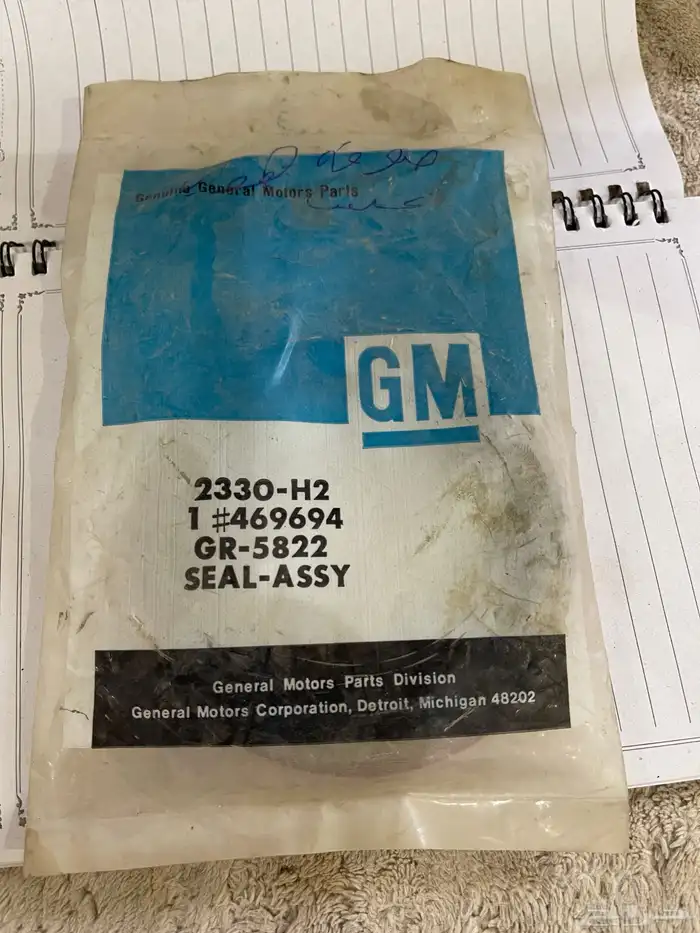 Genuine General Motors Parts
GM
2330-H2
1 #469694
GR-5822
SEAL-ASSY
General Motors Parts Division
General Motors Corporation, Detroit, Michigan 48202
حراج